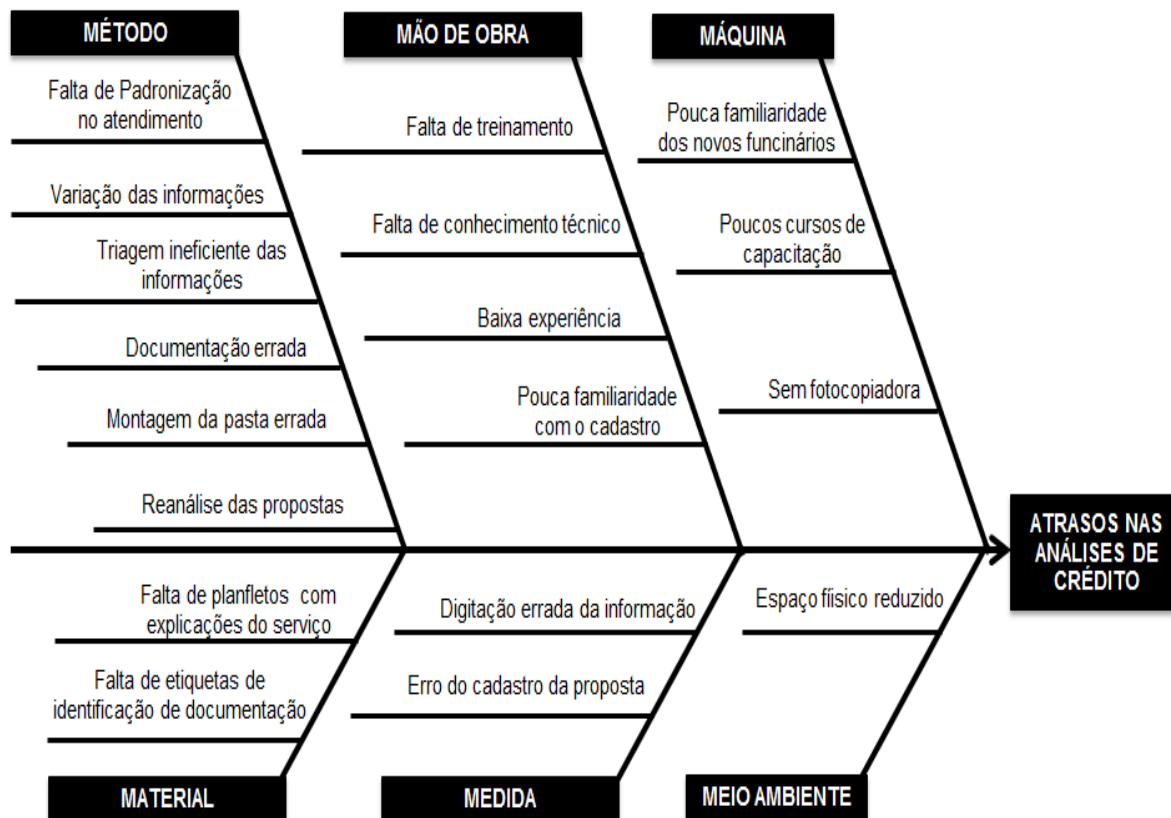 MÉTODO
Falta de Padronização
no atendimento
Variação das informações
Triagem ineficiente das
informações
Documentação errada
Montagem da pasta errada
Reanálise das propostas
MÃO DE OBRA
Falta de treinamento
Falta de conhecimento técnico
Baixa experiência
Pouca familiaridade
com o cadastro
MÁQUINA
Pouca familiaridade
dos novos funcinários
Poucos cursos de
capacitação
Sem fotocopiadora
ATRASOS NAS
ANÁLISES DE
CRÉDITO
Falta de planfletos com
explicações do serviço
Falta de etiquetas de
identificação de documentação
MATERIAL
Digitação errada da informação
Erro do cadastro da proposta
MEDIDA
Espaço fíisico reduzido
MEIO AMBIENTE